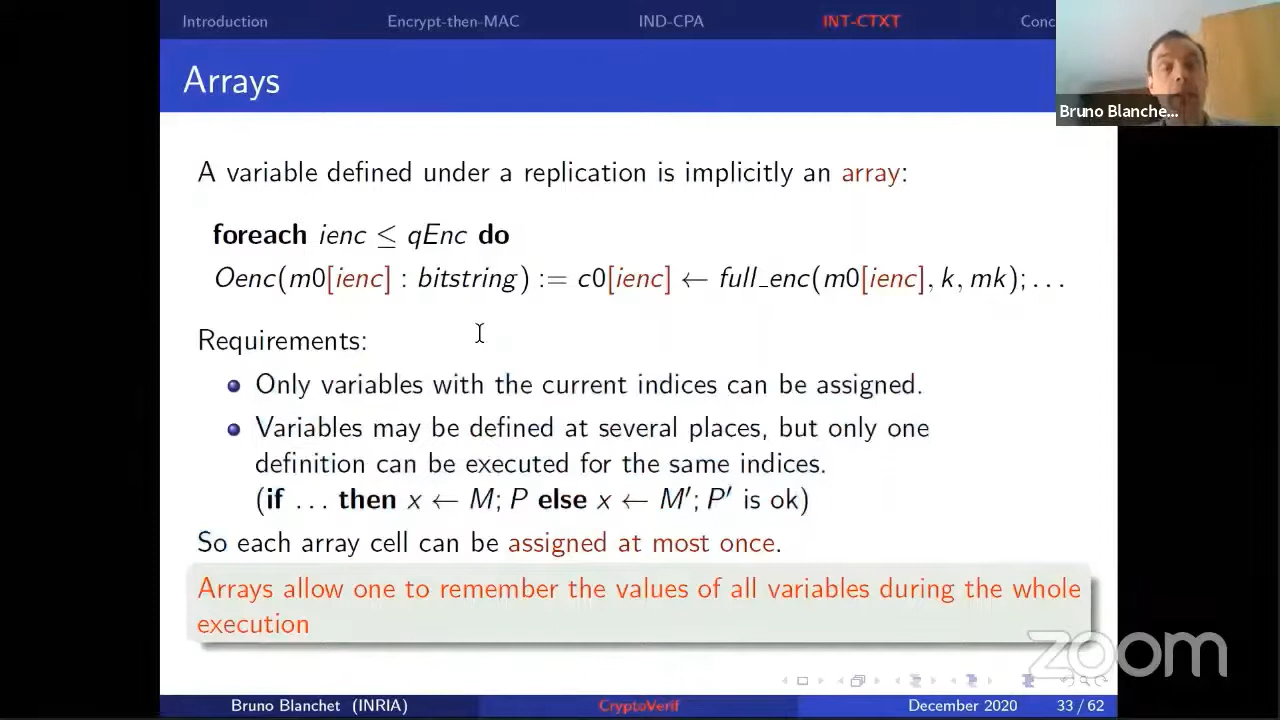 Introduction Encrypt-then-MAC IND-CPA INT-CTXT Conc
Arrays
Bruno Blanche...
A variable defined under a replication is implicitly an array:
foreach ienc ≤ qEnc do
Oenc(m0[ienc] : bitstring) := c0[ienc] ← full_enc(m0[ienc], k, mk); ...
Requirements:
Only variables with the current indices can be assigned.
Variables may be defined at several places, but only one
definition can be executed for the same indices.
(if ... then x ← M; P else x ← M′; P′ is ok)
So each array cell can be assigned at most once.
Arrays allow one to remember the values of all variables during the whole
execution
zoom
Bruno Blanchet (INRIA) CryptoVerif December 2020 33 / 62